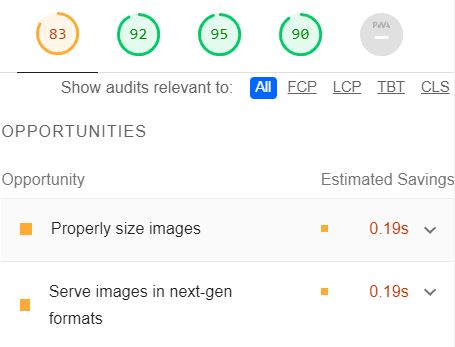 83 92 95 90 PWA
Show audits relevant to: All FCP LCP TBT CLS
OPPORTUNITIES
Opportunity Estimated Savings
Properly size images 0.19s
Serve images in next-gen 0.19s
formats